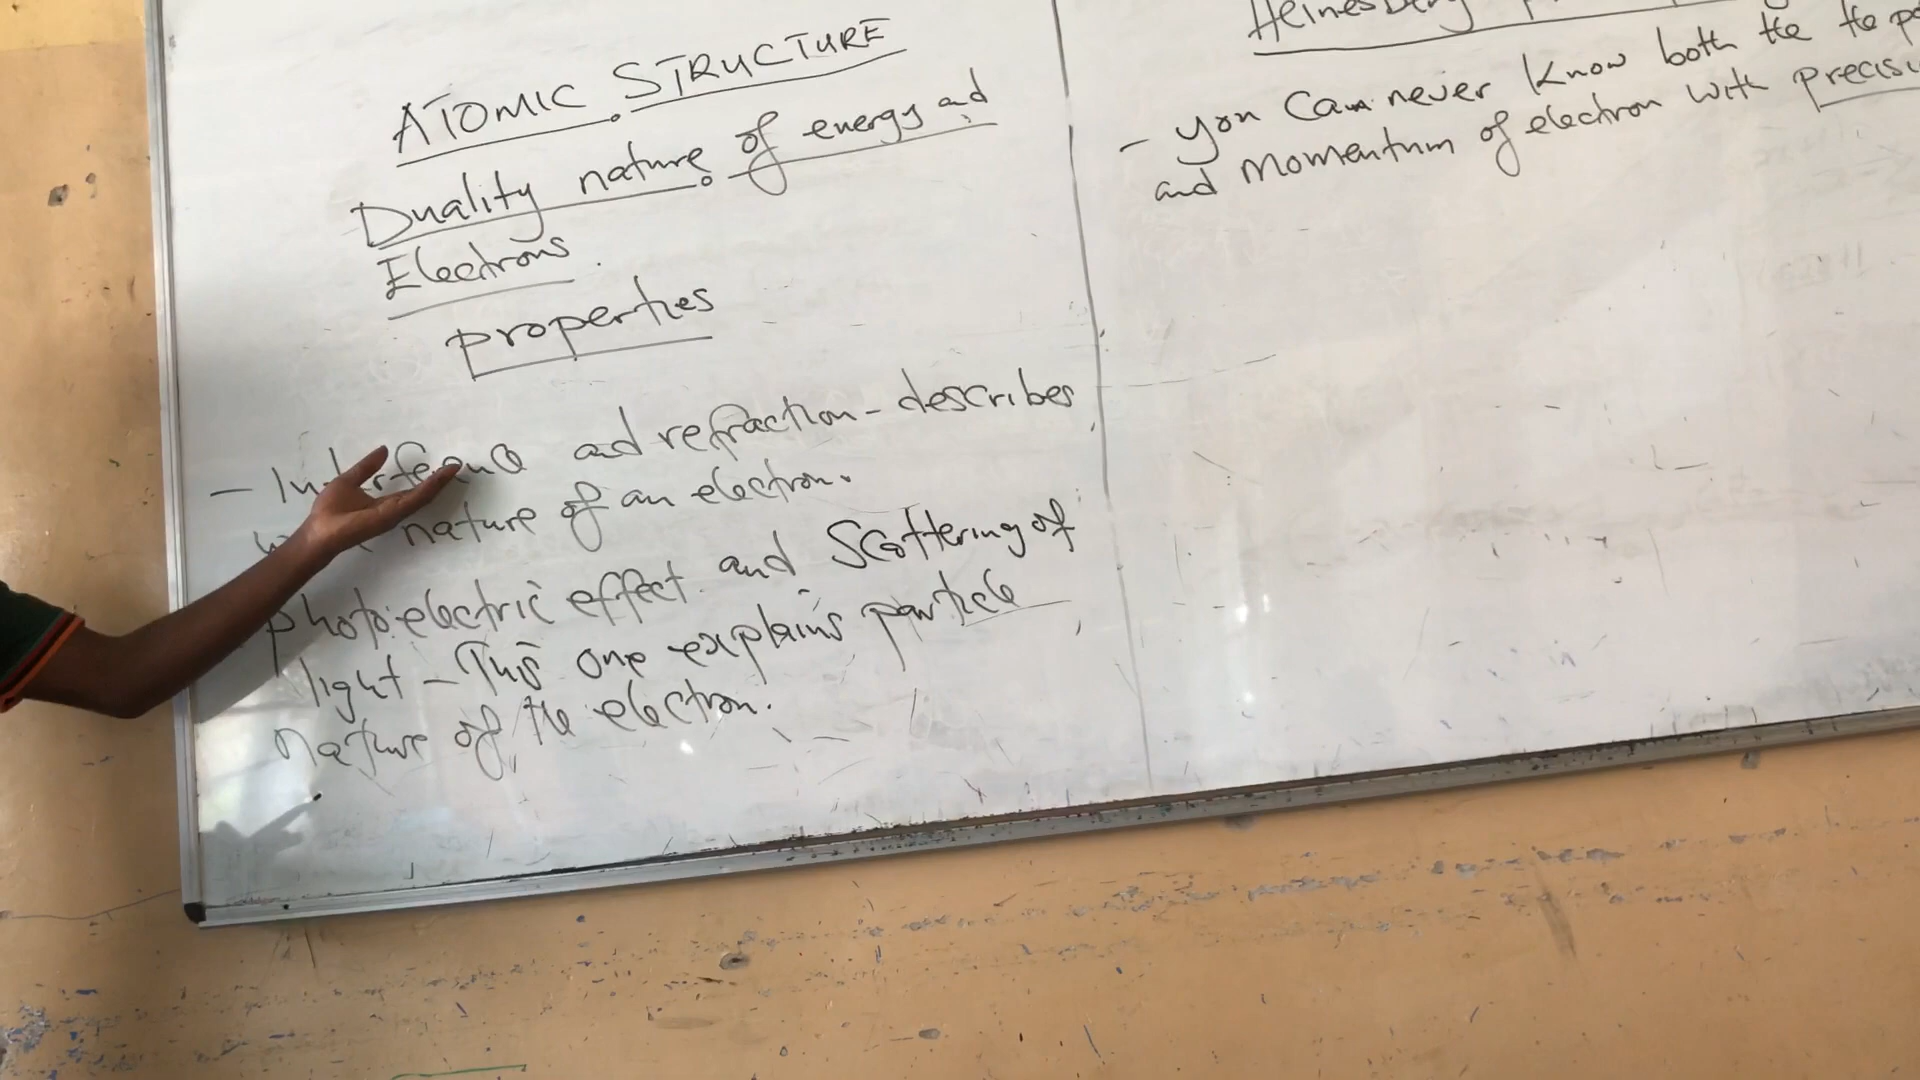 ATOMIC STRUCTURE
Duality nature of energy and
Electrons.
properties
- Interference and refraction - describes
nature of an electron.
photoelectric effect and Scattering of
light - This one explains particle
nature of the electron.
- you Can never know both the the
and momentum of electron with